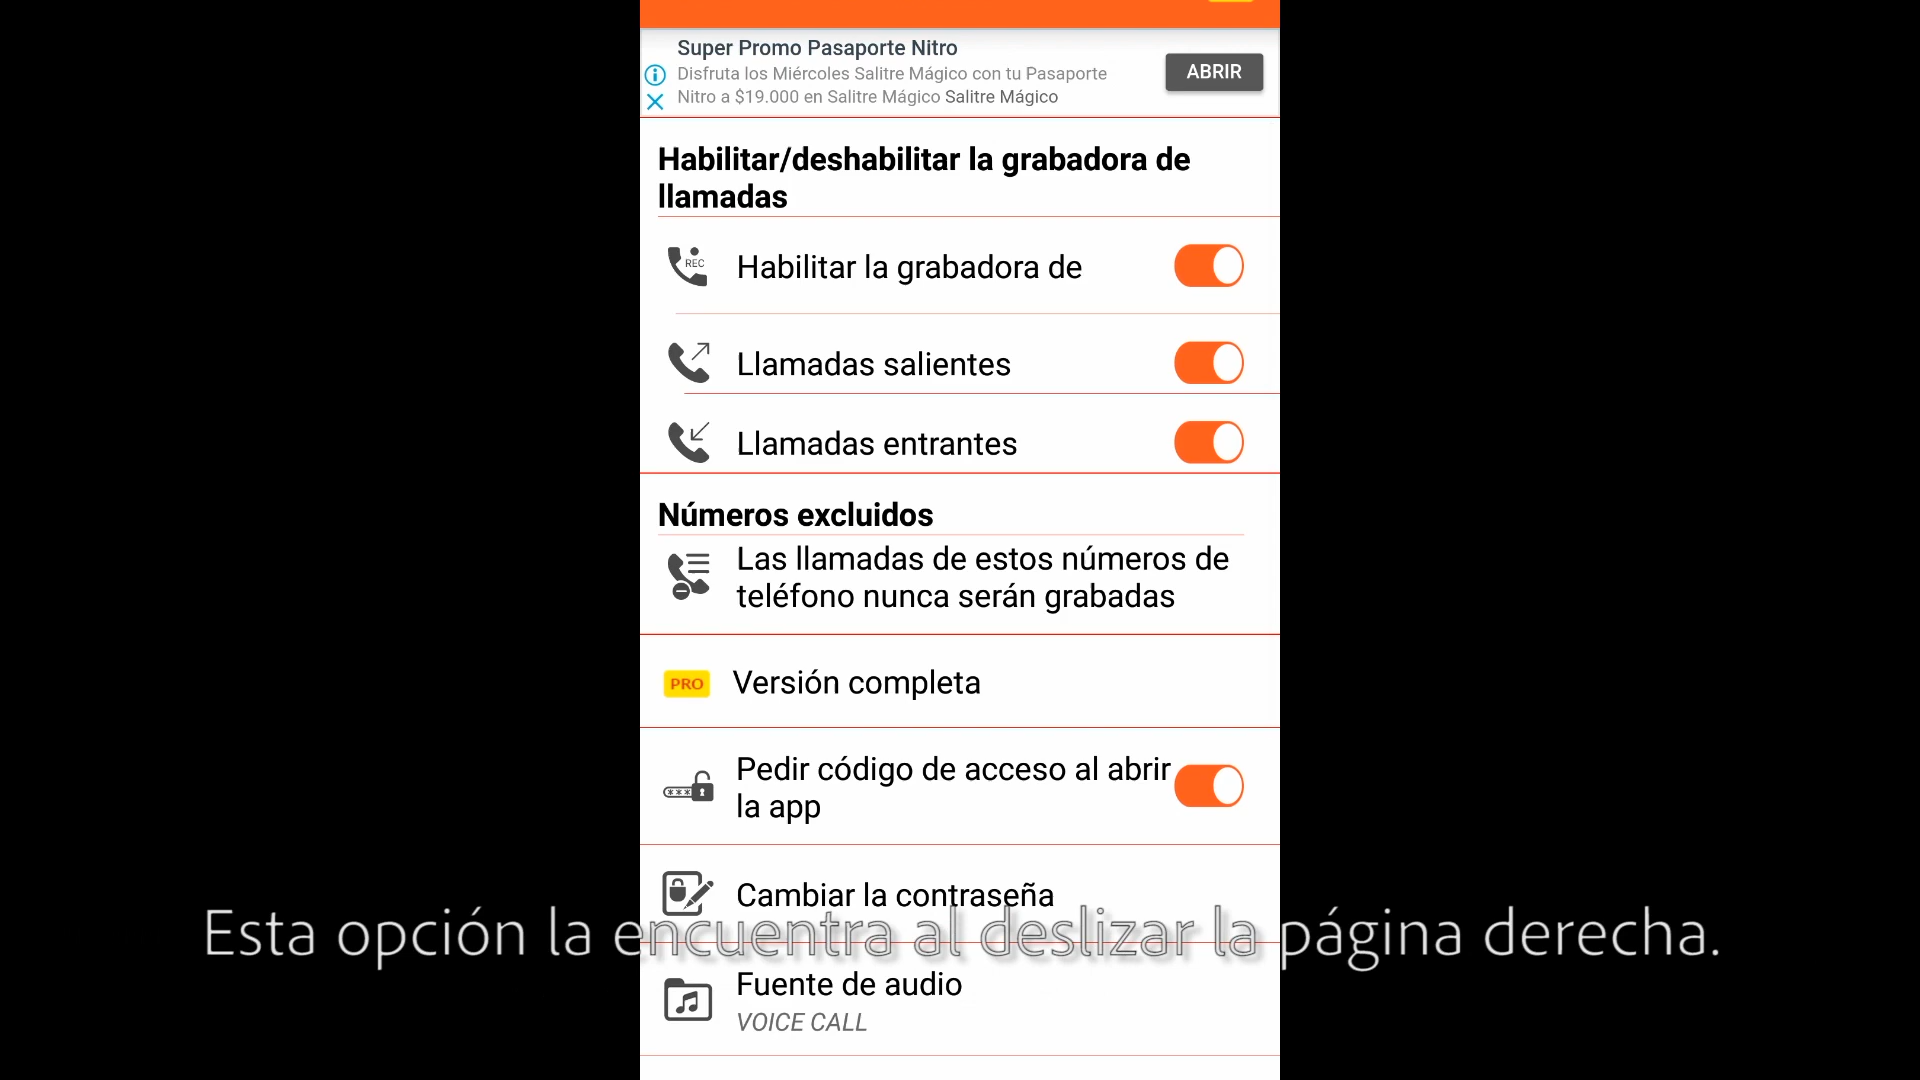 Super Promo Pasaporte Nitro
Disfruta los Miércoles Salitre Mágico con tu Pasaporte
Nitro a $19.000 en Salitre Mágico Salitre Mágico
ABRIR
Habilitar/deshabilitar la grabadora de
llamadas
REC
Habilitar la grabadora de
Llamadas salientes
Llamadas entrantes
Números excluidos
Las llamadas de estos números de
teléfono nunca serán grabadas
PRO
Versión completa
Pedir código de acceso al abrir
la app
Cambiar la contraseña
Esta opción la encuentra al deslizar la página derecha.
Fuente de audio
VOICE CALL